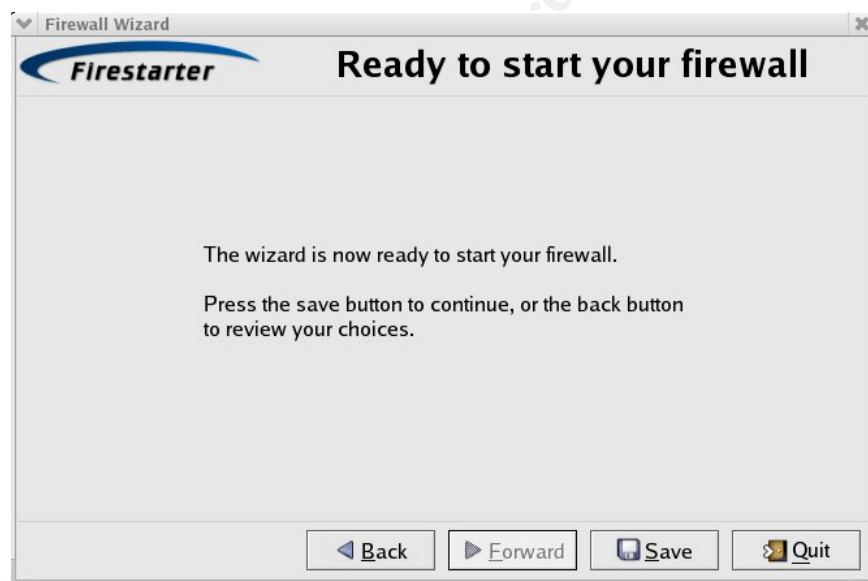 Firewall Wizard
Firestarter
Ready to start your firewall
The wizard is now ready to start your firewall.
Press the save button to continue, or the back button
to review your choices.
Back
Forward
Save
Quit